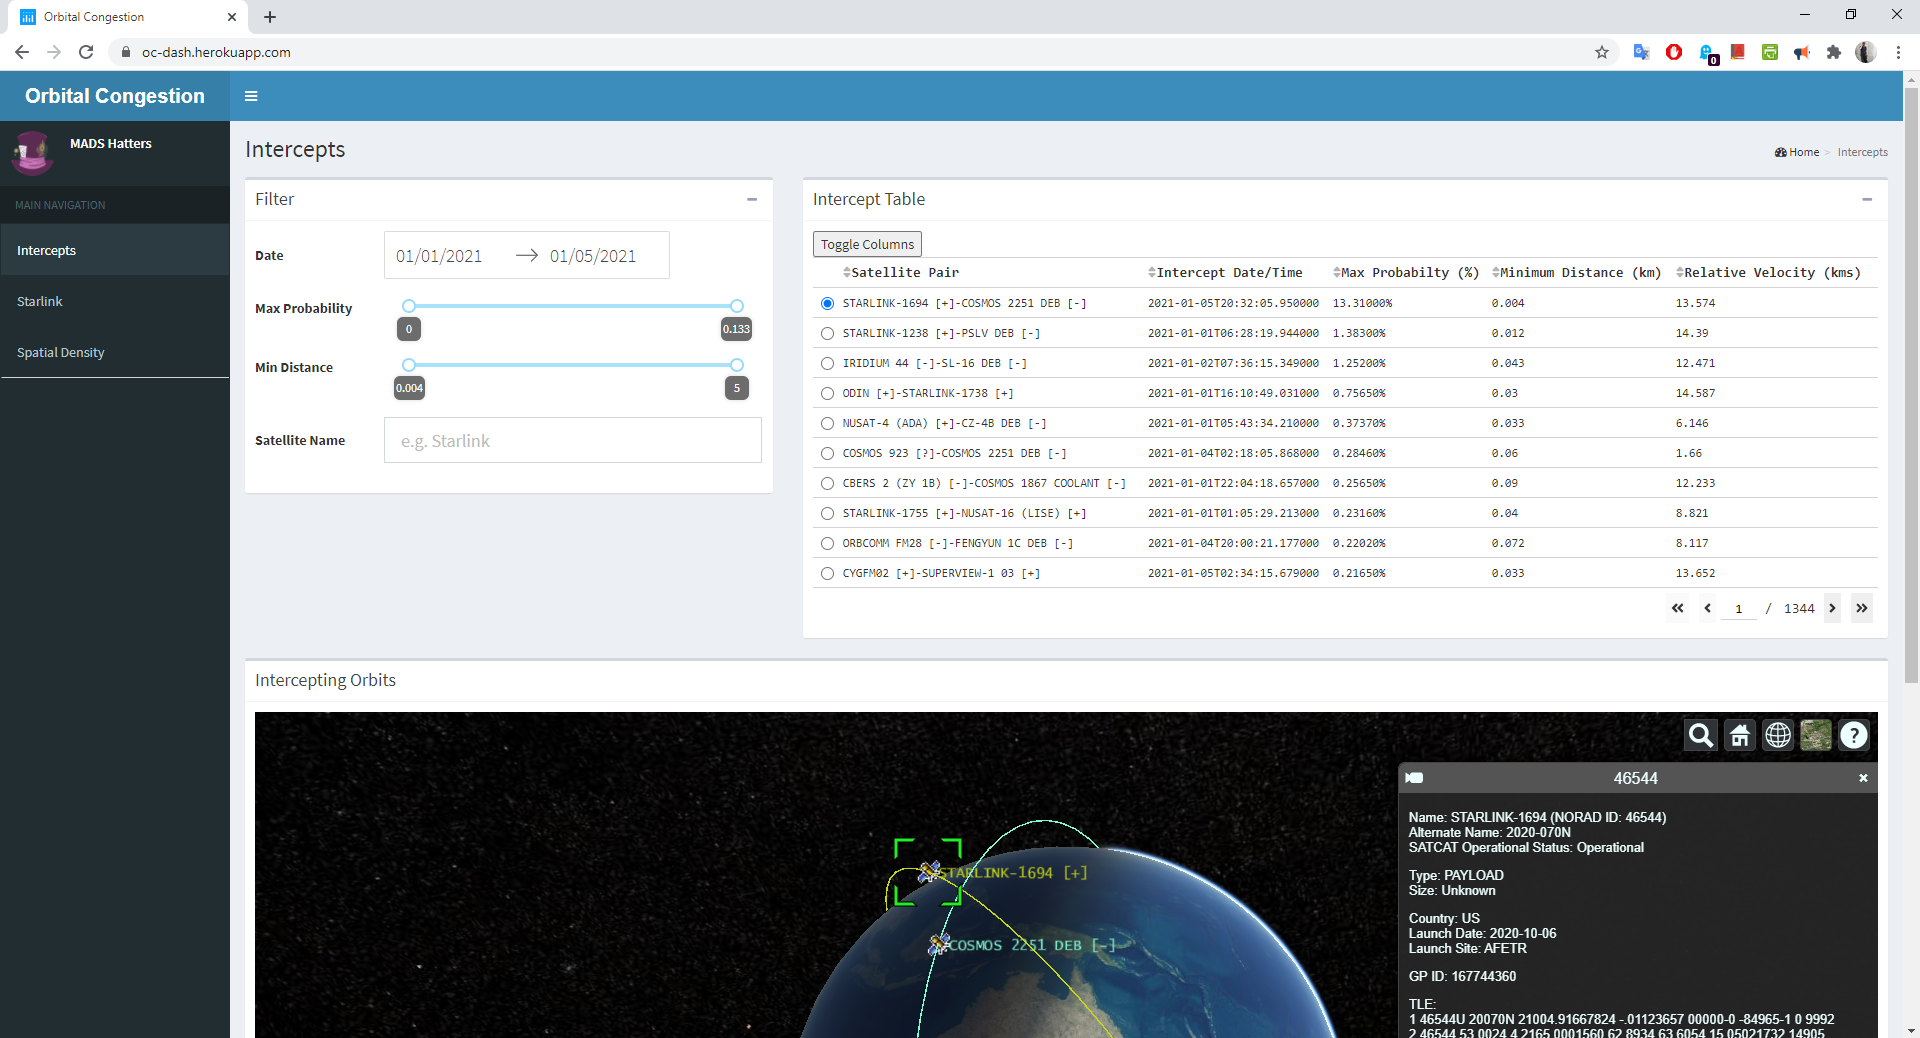 Orbital Congestion
oc-dash.herokuapp.com
0
Orbital Congestion
MADS Hatters
MAIN NAVIGATION
Intercepts
Starlink
Spatial Density
Intercepts
Home > Intercepts
Filter
Date 01/01/2021 → 01/05/2021
Max Probability
0 0.133
Min Distance
0.004 5
Satellite Name e.g. Starlink
Intercept Table
Toggle Columns
Satellite Pair Intercept Date/Time Max Probabilty (%) Minimum Distance (km) Relative Velocity (kms)
STARLINK-1694 [+]-COSMOS 2251 DEB [-] 2021-01-05T20:32:05.950000 13.31000% 0.004 13.574
STARLINK-1238 [+]-PSLV DEB [-] 2021-01-01T06:28:19.944000 1.38300% 0.012 14.39
IRIDIUM 44 [-]-SL-16 DEB [-] 2021-01-02T07:36:15.349000 1.25200% 0.043 12.471
ODIN [+]-STARLINK-1738 [+] 2021-01-01T16:10:49.031000 0.75650% 0.03 14.587
NUSAT-4 (ADA) [+]-CZ-4B DEB [-] 2021-01-01T05:43:34.210000 0.37370% 0.033 6.146
COSMOS 923 [?]-COSMOS 2251 DEB [-] 2021-01-04T02:18:05.868000 0.28460% 0.06 1.66
CBERS 2 (ZY 1B) [-]-COSMOS 1867 COOLANT [-] 2021-01-01T22:04:18.657000 0.25650% 0.09 12.233
STARLINK-1755 [+]-NUSAT-16 (LISE) [+] 2021-01-01T01:05:29.213000 0.23160% 0.04 8.821
ORBCOMM FM28 [-]-FENGYUN 1C DEB [-] 2021-01-04T20:00:21.177000 0.22020% 0.072 8.117
CYGFM02 [+]-SUPERVIEW-1 03 [+] 2021-01-05T02:34:15.679000 0.21650% 0.033 13.652
1 / 1344
Intercepting Orbits
STARLINK-1694 [+]
COSMOS 2251 DEB [-]
46544
Name: STARLINK-1694 (NORAD ID: 46544)
Alternate Name: 2020-070N
SATCAT Operational Status: Operational
Type: PAYLOAD
Size: Unknown
Country: US
Launch Date: 2020-10-06
Launch Site: AFETR
GP ID: 167744360
TLE:
1 46544U 20070N 21004.91667824 -.01123657 00000-0 -84965-1 0 9992
2 46544 53.0024 4.2165 0001560 62.8934 63.6054 15.05021732 14905